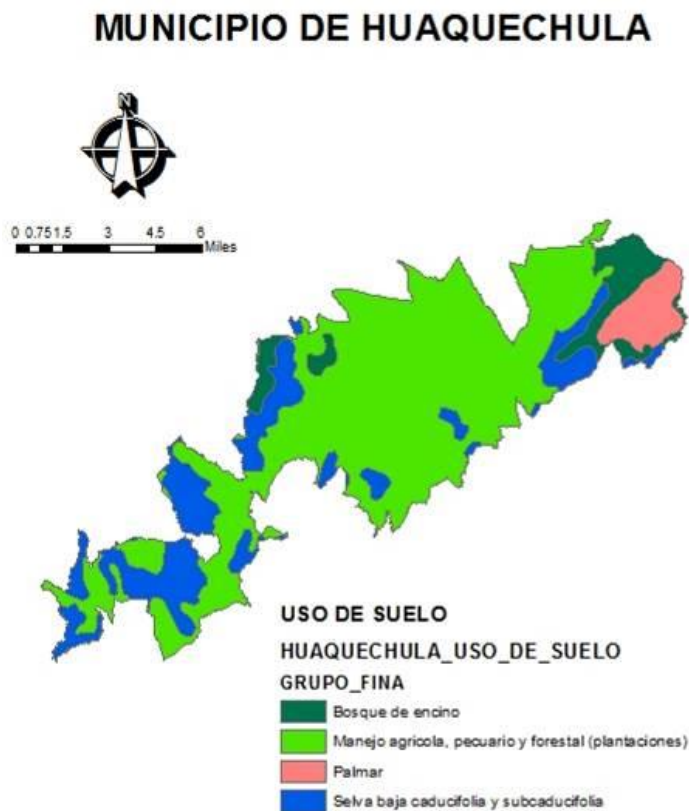 MUNICIPIO DE HUAQUECHULA
N
0 0.75 1.5 3 4.5 6
Miles
USO DE SUELO
HUAQUECHULA_USO_DE_SUELO
GRUPO_FINA
Bosque de encino
Manejo agricola, pecuario y forestal (plantaciones)
Palmar
Selva baja caducifolia y subcaducifolia